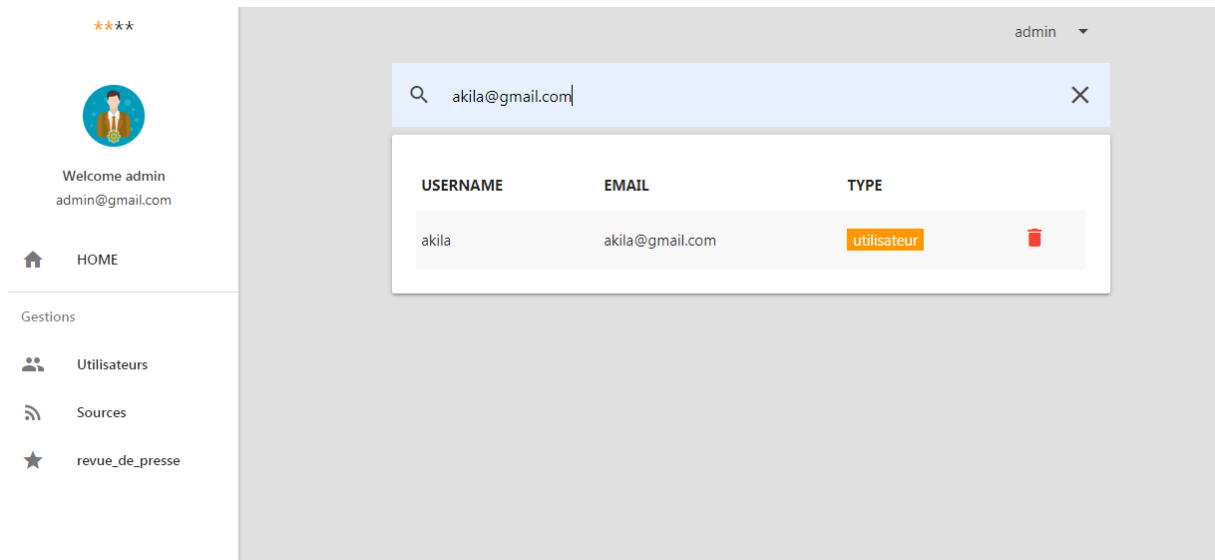 ****
admin
akila@gmail.com
Welcome admin
admin@gmail.com
HOME
Gestions
Utilisateurs
Sources
revue_de_presse
USERNAME EMAIL TYPE
akila akila@gmail.com utilisateur